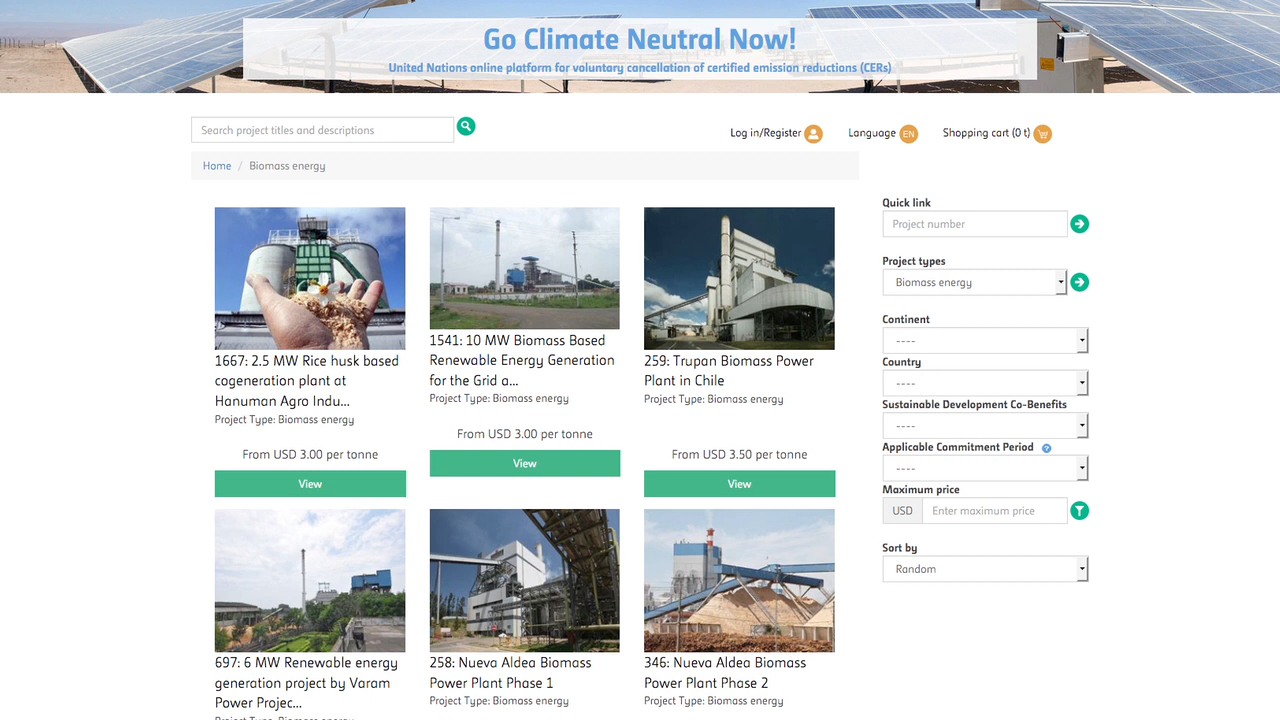 Go Climate Neutral Now!
United Nations online platform for voluntary cancellation of certified emission reductions (CERs)
Search project titles and descriptions
Log in/Register
Language EN
Shopping cart (0 t)
Home / Biomass energy
1667: 2.5 MW Rice husk based
cogeneration plant at
Hanuman Agro Indu...
Project Type: Biomass energy
From USD 3.00 per tonne
View
1541: 10 MW Biomass Based
Renewable Energy Generation
for the Grid a...
Project Type: Biomass energy
From USD 3.00 per tonne
View
259: Trupan Biomass Power
Plant in Chile
Project Type: Biomass energy
From USD 3.50 per tonne
View
697: 6 MW Renewable energy
generation project by Varam
Power Projec...
Project Type: Biomass energy
258: Nueva Aldea Biomass
Power Plant Phase 1
Project Type: Biomass energy
346: Nueva Aldea Biomass
Power Plant Phase 2
Project Type: Biomass energy
Quick link
Project number
Project types
Biomass energy
Continent
----
Country
----
Sustainable Development Co-Benefits
----
Applicable Commitment Period ?
----
Maximum price
USD Enter maximum price
Sort by
Random